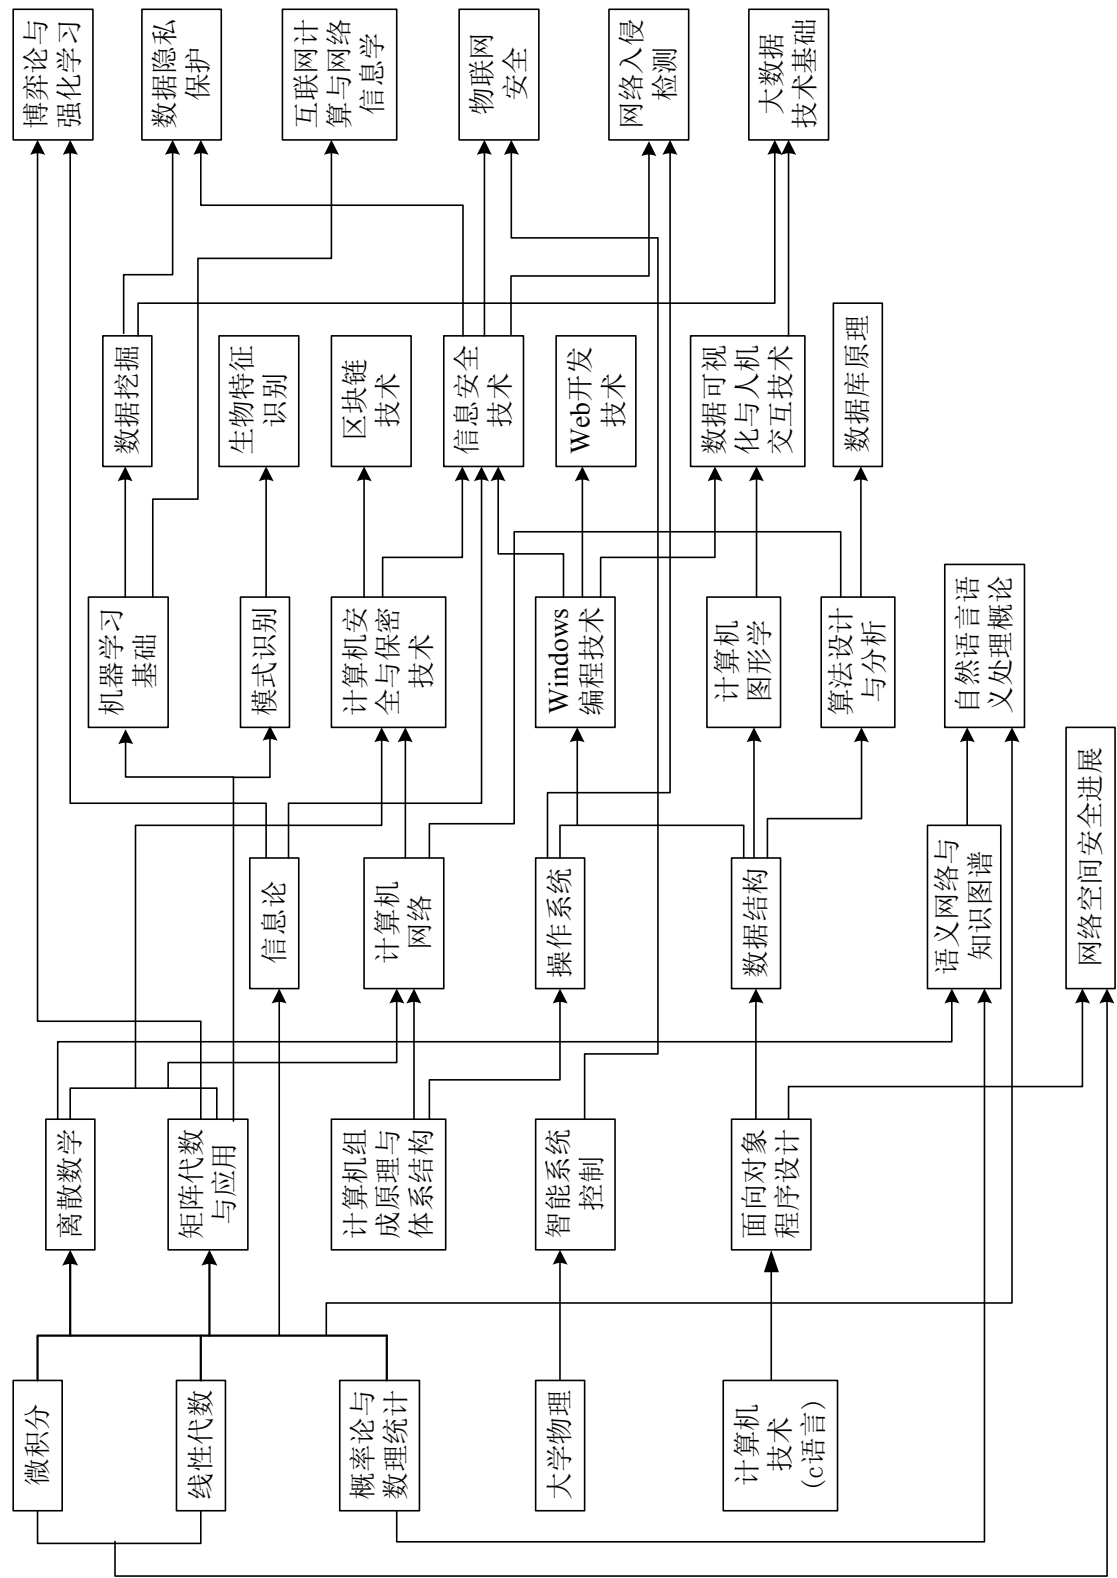 微积分
线性代数
概率论与
数理统计
大学物理
计算机
技术
(c语言)
离散数学
矩阵代数
与应用
计算机组
成原理与
体系结构
智能系统
控制
面向对象
程序设计
信息论
计算机
网络
操作系统
数据结构
语义网络与
知识图谱
网络空间安全进展
机器学习
基础
模式识别
计算机安
全与保密
技术
Windows
编程技术
计算机
图形学
算法设计
与分析
自然语言语
义处理概论
数据挖掘
生物特征
识别
区块链
技术
信息安全
技术
Web开发
技术
数据可视
化与人机
交互技术
数据库原理
博弈论与
强化学习
数据隐私
保护
互联网计
算与网络
信息学
物联网
安全
网络入侵
检测
大数据
技术基础